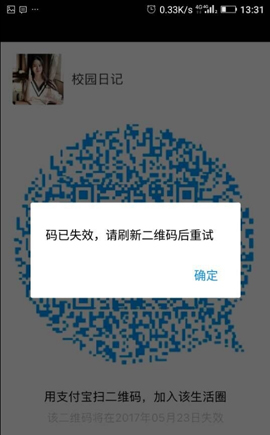 0.33K/s 4G 4G 13:31
校园日记
码已失效，请刷新二维码后重试
确定
用支付宝扫二维码，加入该生活圈
该二维码将在2017年05月23日失效